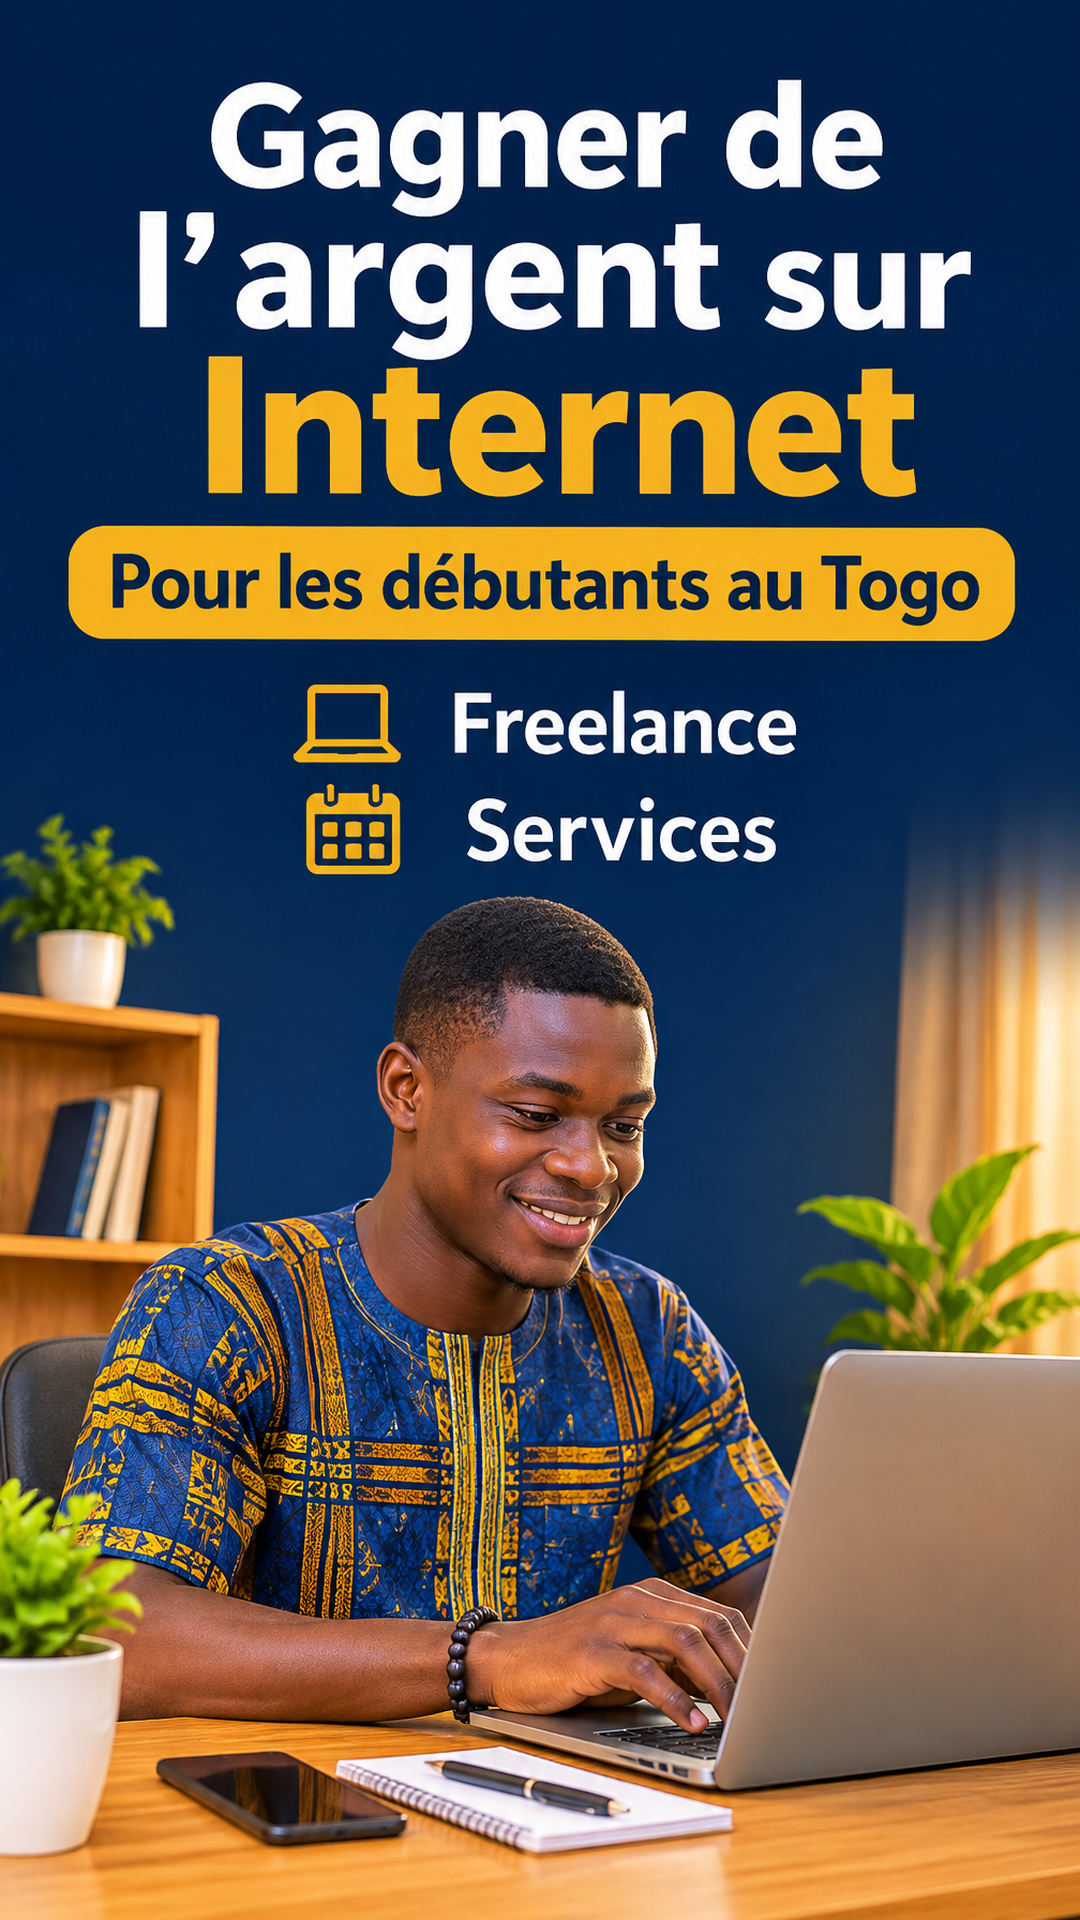 Gagner de
l’argent sur
Internet
Pour les débutants au Togo
Freelance
Services